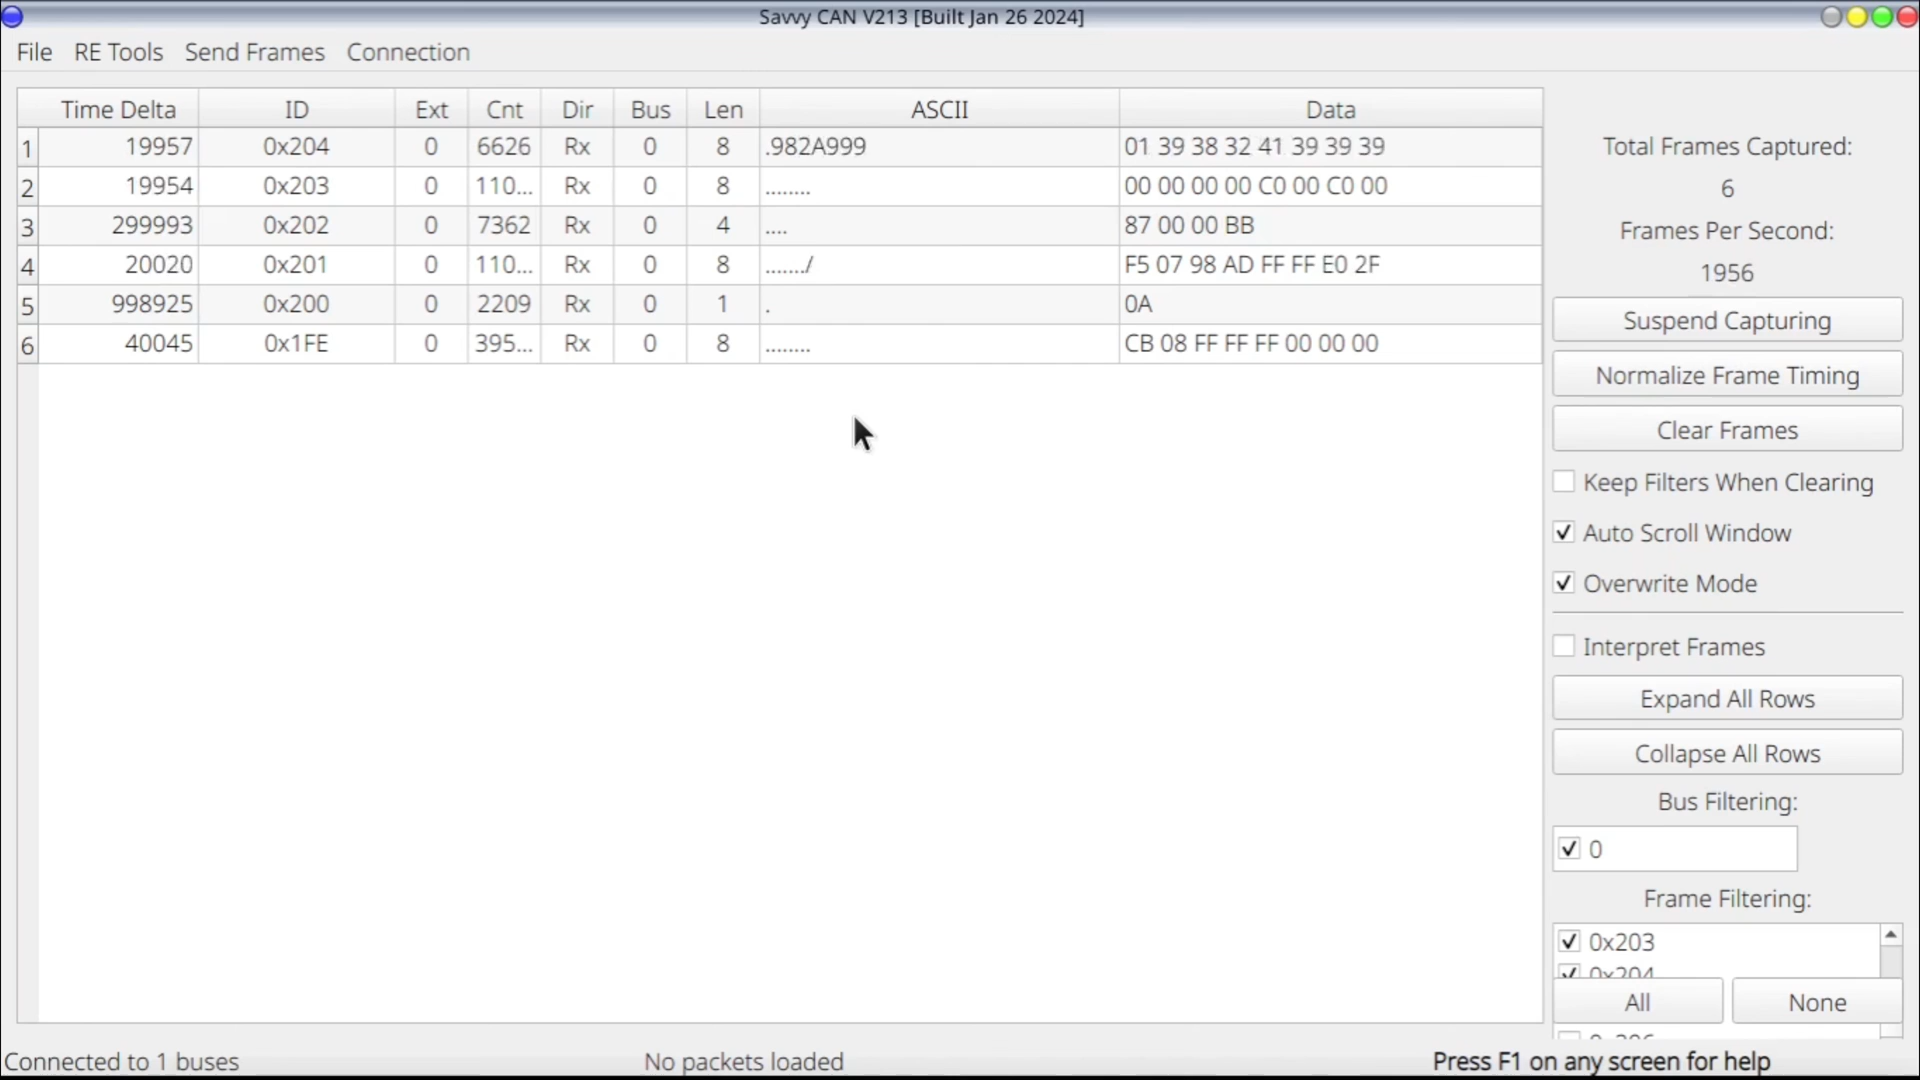 Savvy CAN V213 [Built Jan 26 2024]
File RE Tools Send Frames Connection
Time Delta ID Ext Cnt Dir Bus Len ASCII Data
1 19957 0x204 0 6626 Rx 0 8 .982A999 01 39 38 32 41 39 39 39
2 19954 0x203 0 110... Rx 0 8 ........ 00 00 00 00 C0 00 C0 00
3 299993 0x202 0 7362 Rx 0 4 .... 87 00 00 BB
4 20020 0x201 0 110... Rx 0 8 ......./ F5 07 98 AD FF FF E0 2F
5 998925 0x200 0 2209 Rx 0 1 . 0A
6 40045 0x1FE 0 395... Rx 0 8 ........ CB 08 FF FF FF 00 00 00
Total Frames Captured:
6
Frames Per Second:
1956
Suspend Capturing
Normalize Frame Timing
Clear Frames
Keep Filters When Clearing
Auto Scroll Window
Overwrite Mode
Interpret Frames
Expand All Rows
Collapse All Rows
Bus Filtering:
0
Frame Filtering:
0x203
0x204
All None
Connected to 1 buses No packets loaded Press F1 on any screen for help